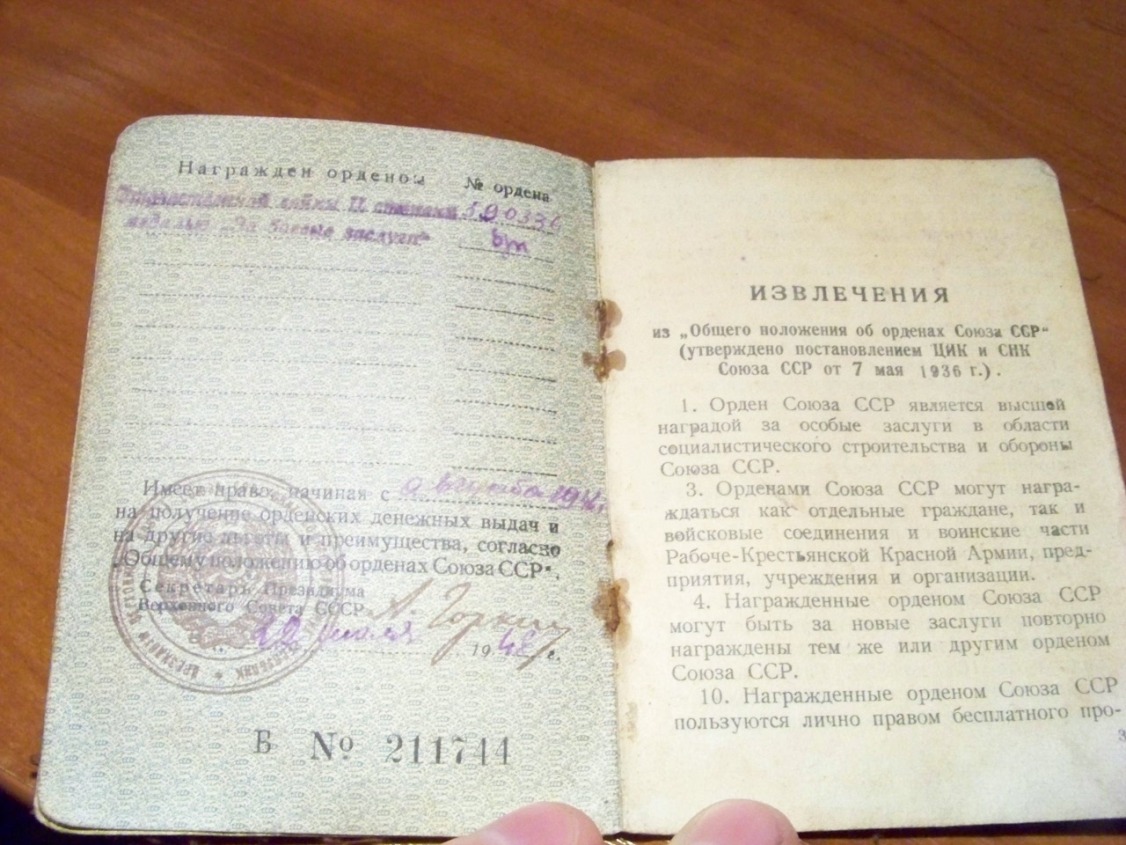 Награжден орденом № ордена
Отечественной войны II степени 590336
медалью „За боевые заслуги“ б/н
Имеет право, начиная с
на получение орденских денежных выдач и
на другие льготы и преимущества, согласно
„Общему положению об орденах Союза ССР“.
Секретарь Президиума
Верховного Совета СССР
А. Горкин
22 июля 1948 г.
Б № 211744
ИЗВЛЕЧЕНИЯ
из „Общего положения об орденах Союза ССР“
(утверждено постановлением ЦИК и СНК
Союза ССР от 7 мая 1936 г.).
1. Орден Союза ССР является высшей
наградой за особые заслуги в области
социалистического строительства и обороны
Союза ССР.
3. Орденами Союза ССР могут награ-
ждаться как отдельные граждане, так и
войсковые соединения и воинские части
Рабоче-Крестьянской Красной Армии, пред-
приятия, учреждения и организации.
4. Награжденные орденом Союза ССР
могут быть за новые заслуги повторно
награждены тем же или другим орденом
Союза ССР.
10. Награжденные орденом Союза ССР
пользуются лично правом бесплатного про-
3